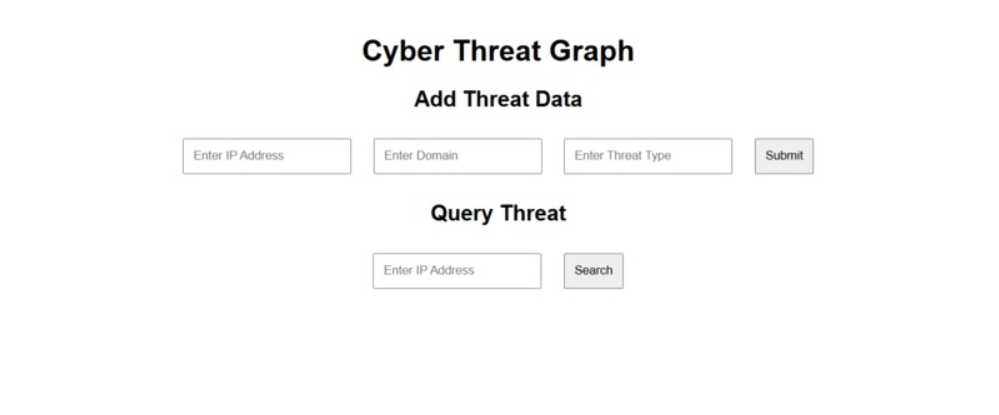 Cyber Threat Graph
Add Threat Data
Enter IP Address Enter Domain Enter Threat Type Submit
Query Threat
Enter IP Address Search